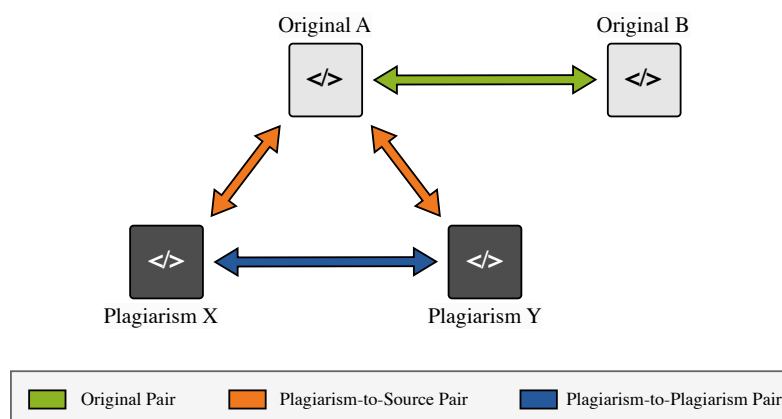 Original A
Original B
</>
</>
</>
</>
Plagiarism X
Plagiarism Y
Original Pair
Plagiarism-to-Source Pair
Plagiarism-to-Plagiarism Pair